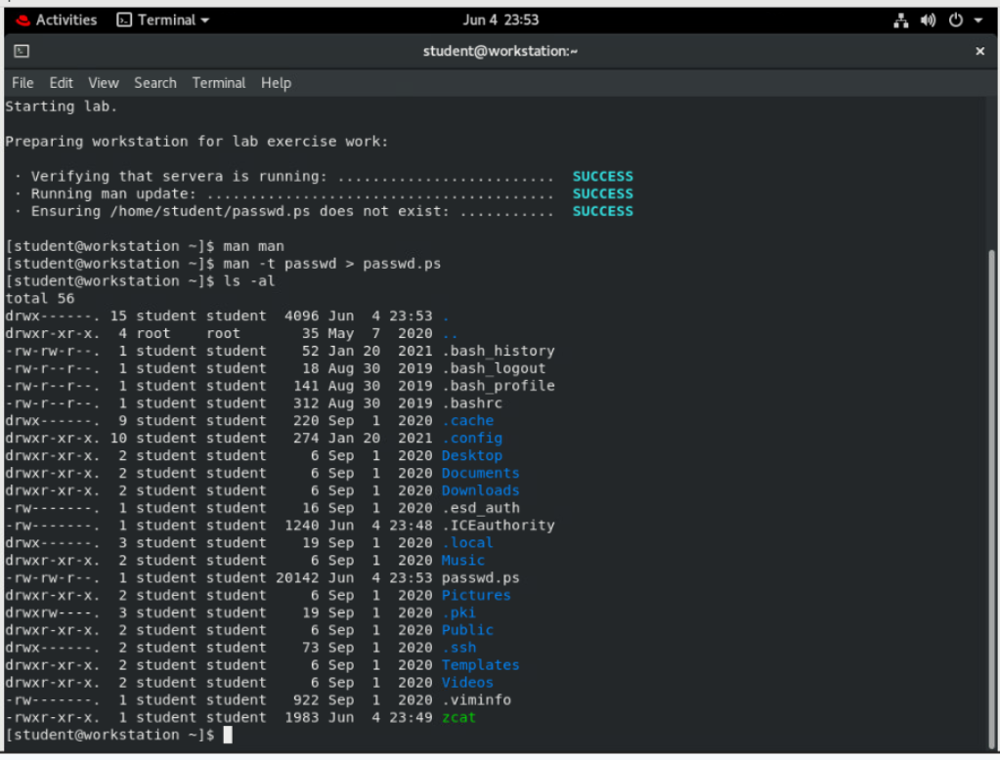 Activities Terminal Jun 4 23:53
student@workstation:~
File Edit View Search Terminal Help
Starting lab.
Preparing workstation for lab exercise work:
· Verifying that servera is running: ......................... SUCCESS
· Running man update: ........................................ SUCCESS
· Ensuring /home/student/passwd.ps does not exist: ........... SUCCESS
[student@workstation ~]$ man man
[student@workstation ~]$ man -t passwd > passwd.ps
[student@workstation ~]$ ls -al
total 56
drwx------. 15 student student  4096 Jun  4 23:53 .
drwxr-xr-x.  4 root    root       35 May  7  2020 ..
-rw-rw-r--.  1 student student    52 Jan 20  2021 .bash_history
-rw-r--r--.  1 student student    18 Aug 30  2019 .bash_logout
-rw-r--r--.  1 student student   141 Aug 30  2019 .bash_profile
-rw-r--r--.  1 student student   312 Aug 30  2019 .bashrc
drwx------.  9 student student   220 Sep  1  2020 .cache
drwxr-xr-x. 10 student student   274 Jan 20  2021 .config
drwxr-xr-x.  2 student student     6 Sep  1  2020 Desktop
drwxr-xr-x.  2 student student     6 Sep  1  2020 Documents
drwxr-xr-x.  2 student student     6 Sep  1  2020 Downloads
-rw-------.  1 student student    16 Sep  1  2020 .esd_auth
-rw-------.  1 student student  1240 Jun  4 23:48 .ICEauthority
drwx------.  3 student student    19 Sep  1  2020 .local
drwxr-xr-x.  2 student student     6 Sep  1  2020 Music
-rw-rw-r--.  1 student student 20142 Jun  4 23:53 passwd.ps
drwxr-xr-x.  2 student student     6 Sep  1  2020 Pictures
drwxrw----.  3 student student    19 Sep  1  2020 .pki
drwxr-xr-x.  2 student student     6 Sep  1  2020 Public
drwx------.  2 student student    73 Sep  1  2020 .ssh
drwxr-xr-x.  2 student student     6 Sep  1  2020 Templates
drwxr-xr-x.  2 student student     6 Sep  1  2020 Videos
-rw-------.  1 student student   922 Sep  1  2020 .viminfo
-rwxr-xr-x.  1 student student  1983 Jun  4 23:49 zcat
[student@workstation ~]$